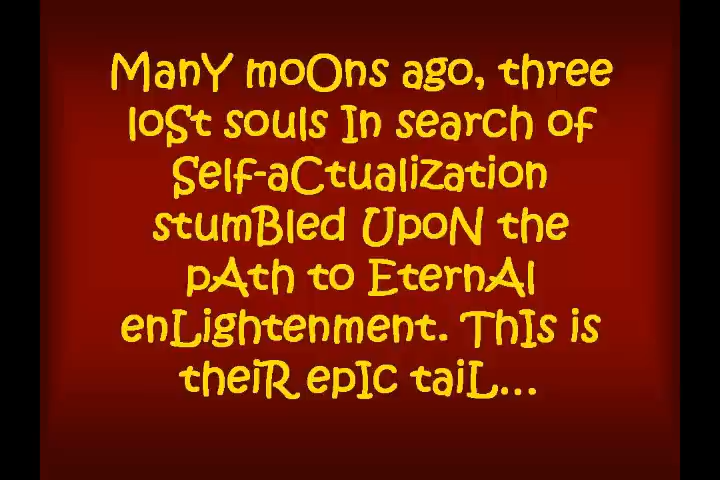 ManY moOns ago, three
loSt souls In search of
Self-aCtualization
stumBled UpoN the
pAth to EternAl
enLightenment. ThIs is
theiR epIc taiL...